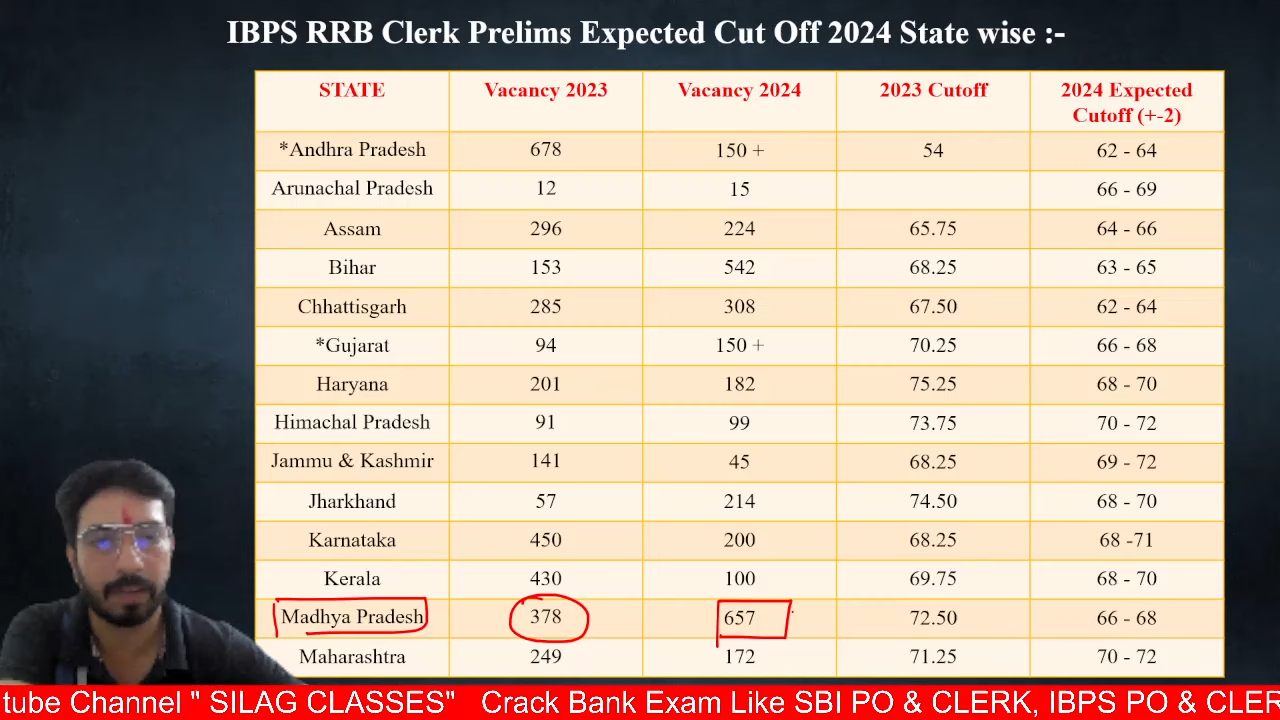 IBPS RRB Clerk Prelims Expected Cut Off 2024 State wise :-
STATE Vacancy 2023 Vacancy 2024 2023 Cutoff 2024 Expected Cutoff (+-2)
*Andhra Pradesh 678 150 + 54 62 - 64
Arunachal Pradesh 12 15 66 - 69
Assam 296 224 65.75 64 - 66
Bihar 153 542 68.25 63 - 65
Chhattisgarh 285 308 67.50 62 - 64
*Gujarat 94 150 + 70.25 66 - 68
Haryana 201 182 75.25 68 - 70
Himachal Pradesh 91 99 73.75 70 - 72
Jammu & Kashmir 141 45 68.25 69 - 72
Jharkhand 57 214 74.50 68 - 70
Karnataka 450 200 68.25 68 -71
Kerala 430 100 69.75 68 - 70
Madhya Pradesh 378 657 72.50 66 - 68
Maharashtra 249 172 71.25 70 - 72
tube Channel " SILAG CLASSES" Crack Bank Exam Like SBI PO & CLERK, IBPS PO & CLER